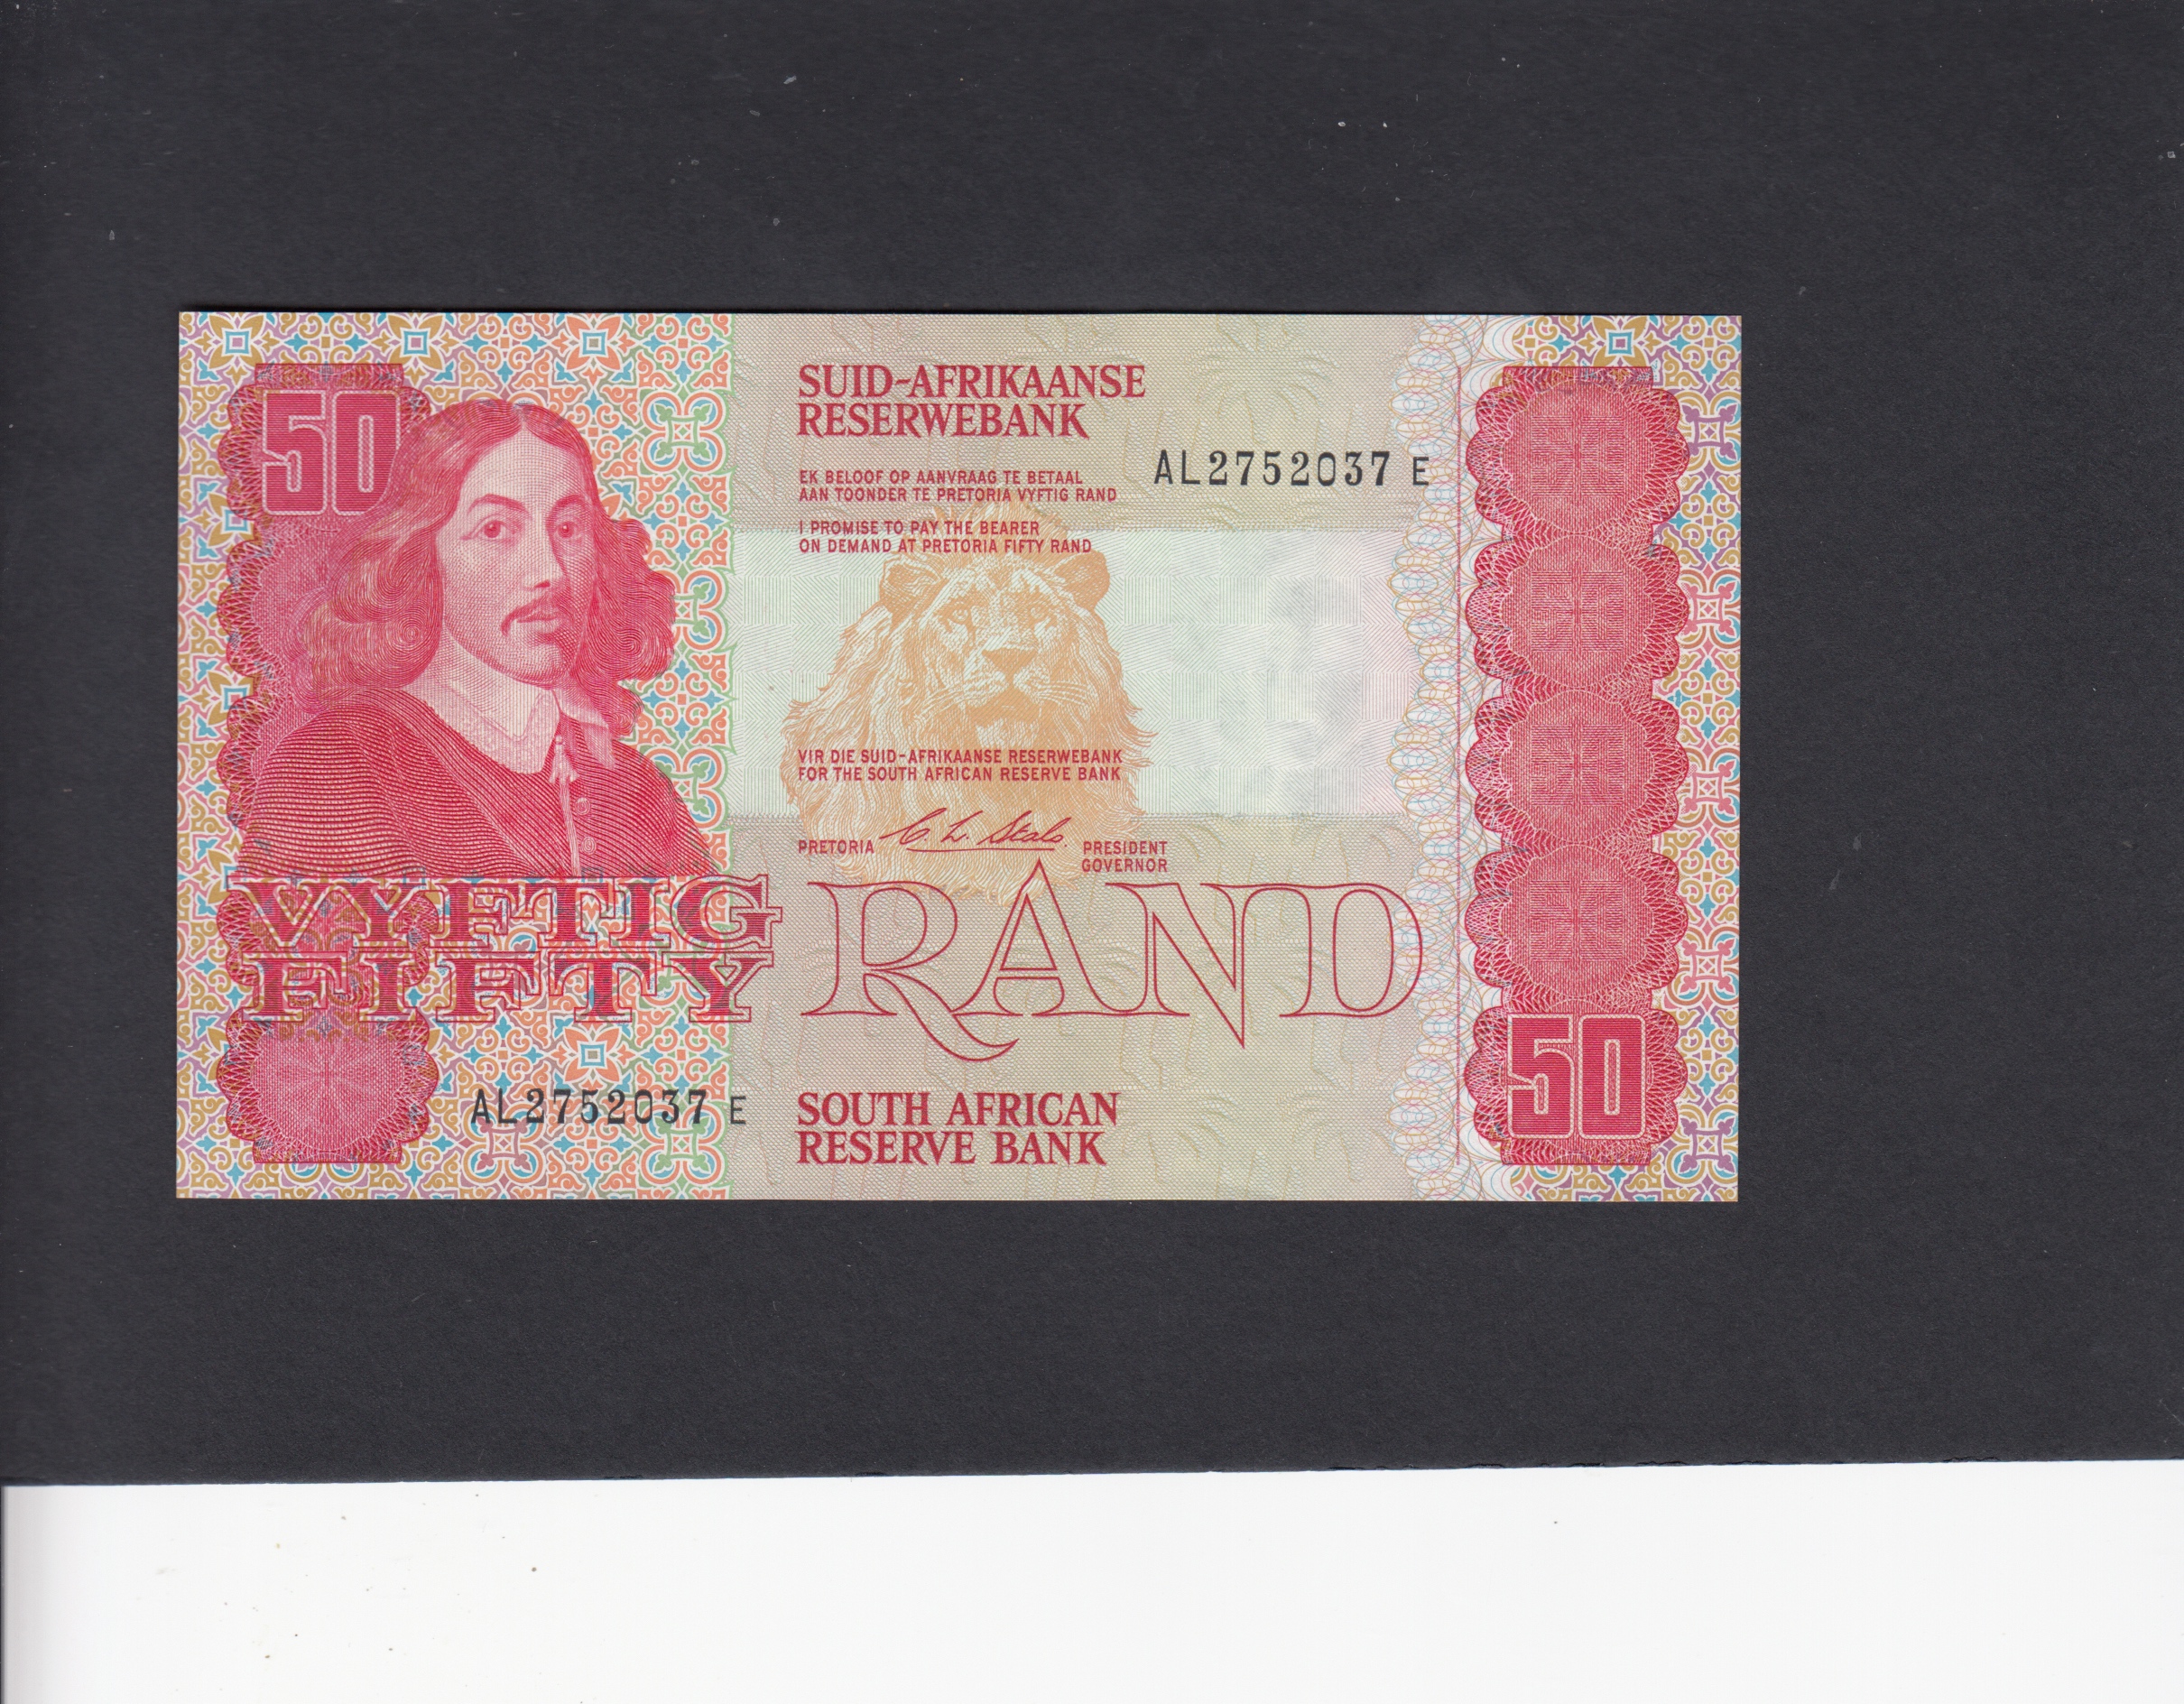 50
SUID-AFRIKAANSE
RESERWEBANK
AL2752037 E
EK BELOOF OP AANVRAAG TE BETAAL
AAN TOONDER TE PRETORIA VYFTIG RAND
I PROMISE TO PAY THE BEARER
ON DEMAND AT PRETORIA FIFTY RAND
VIR DIE SUID-AFRIKAANSE RESERWEBANK
FOR THE SOUTH AFRICAN RESERVE BANK
C. L. Stals.
PRETORIA
PRESIDENT
GOVERNOR
VYFTIG
FIFTY
RAND
50
AL2752037 E
SOUTH AFRICAN
RESERVE BANK